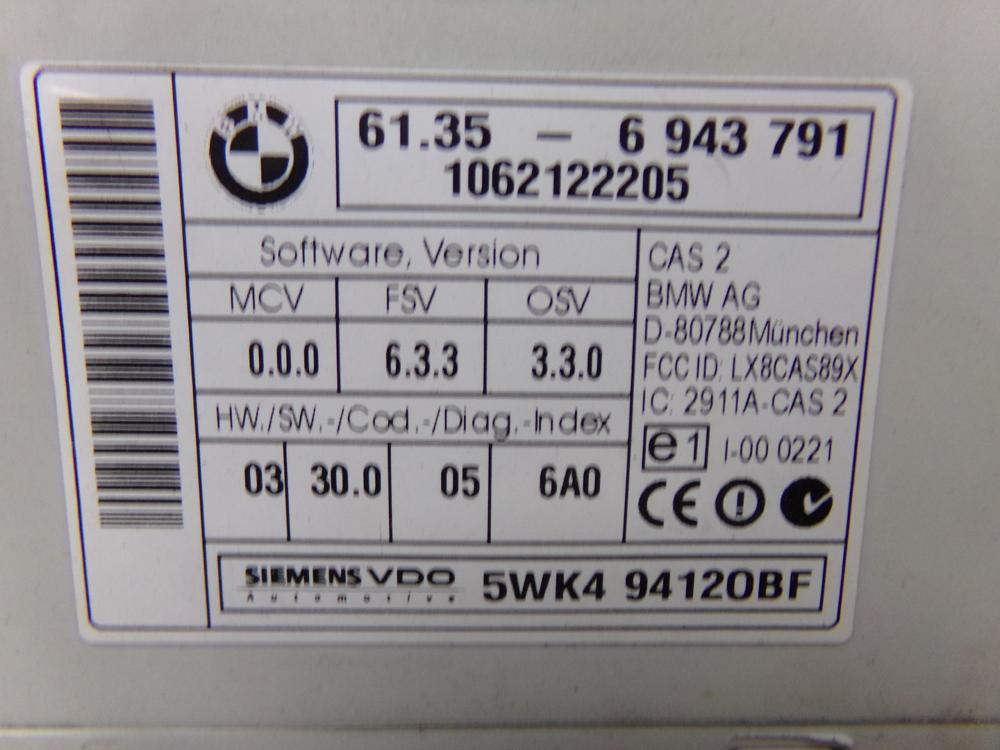 BMW
61.35 – 6 943 791
1062122205
Software, Version
MCV FSV OSV
0.0.0 6.3.3 3.3.0
HW./SW.-/Cod.-/Diag.-Index
03 30.0 05 6A0
CAS 2
BMW AG
D-80788 München
FCC ID: LX8CAS89X
IC: 2911A-CAS 2
e1 I-00 0221
CE
SIEMENS VDO
Automotive
5WK4 94120BF